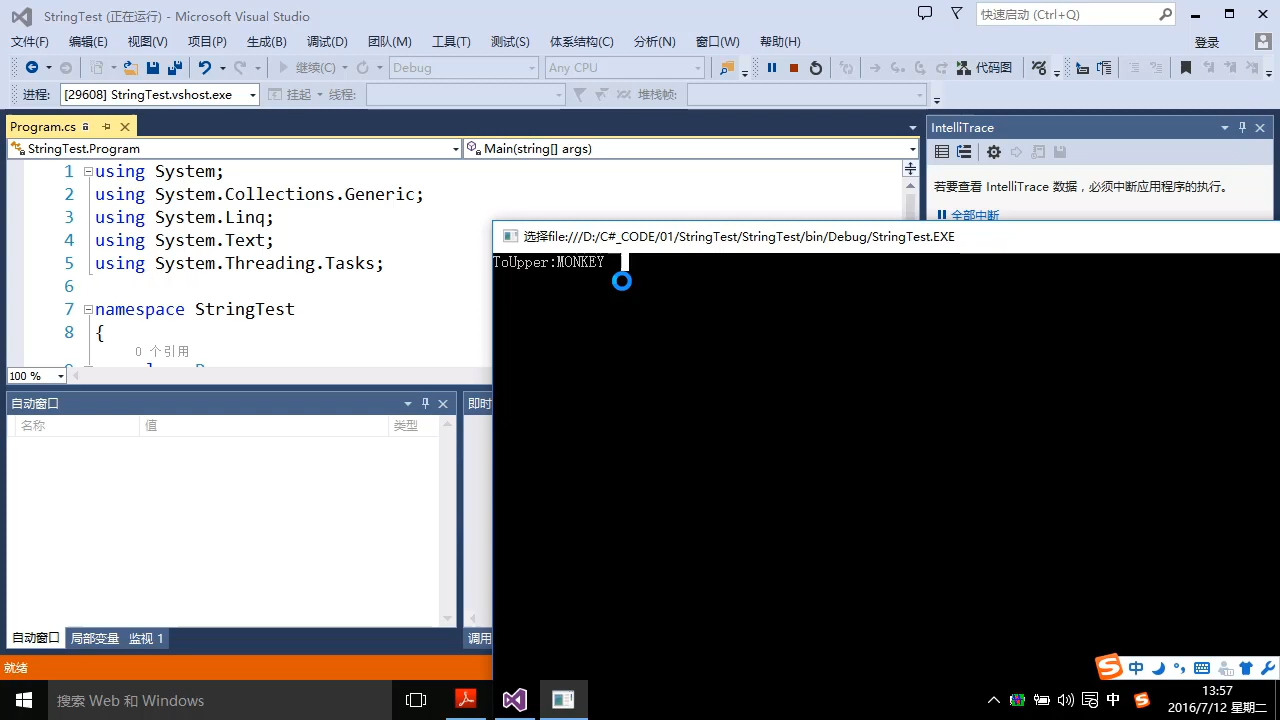 StringTest (正在运行) - Microsoft Visual Studio
快速启动 (Ctrl+Q)
文件(F) 编辑(E) 视图(V) 项目(P) 生成(B) 调试(D) 团队(M) 工具(T) 测试(S) 体系结构(C) 分析(N) 窗口(W) 帮助(H) 登录
继续(C) Debug Any CPU 代码图
进程: [29608] StringTest.vshost.exe 挂起 线程: 堆栈帧:
Program.cs
StringTest.Program Main(string[] args)
1 using System;
2 using System.Collections.Generic;
3 using System.Linq;
4 using System.Text;
5 using System.Threading.Tasks;
6
7 namespace StringTest
8 {
0 个引用
100 %
IntelliTrace
若要查看 IntelliTrace 数据，必须中断应用程序的执行。
全部中断
选择file:///D:/C#_CODE/01/StringTest/StringTest/bin/Debug/StringTest.EXE
ToUpper:MONKEY
自动窗口
名称 值 类型
即时
自动窗口 局部变量 监视 1
调用
就绪
中
搜索 Web 和 Windows
中
13:57
2016/7/12 星期二